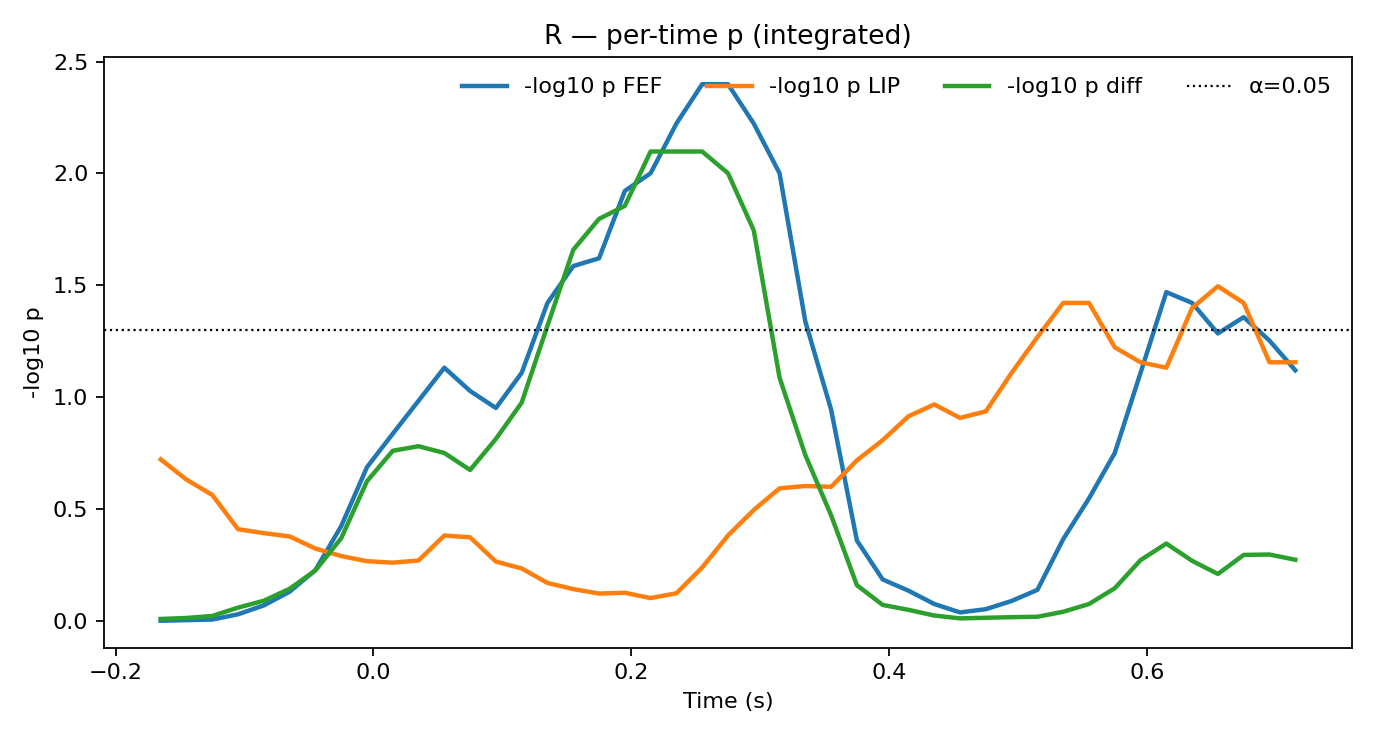 R — per-time p (integrated)
-log10 p FEF
-log10 p LIP
-log10 p diff
α=0.05
2.5
2.0
1.5
1.0
0.5
0.0
-log10 p
−0.2
0.0
0.2
0.4
0.6
Time (s)